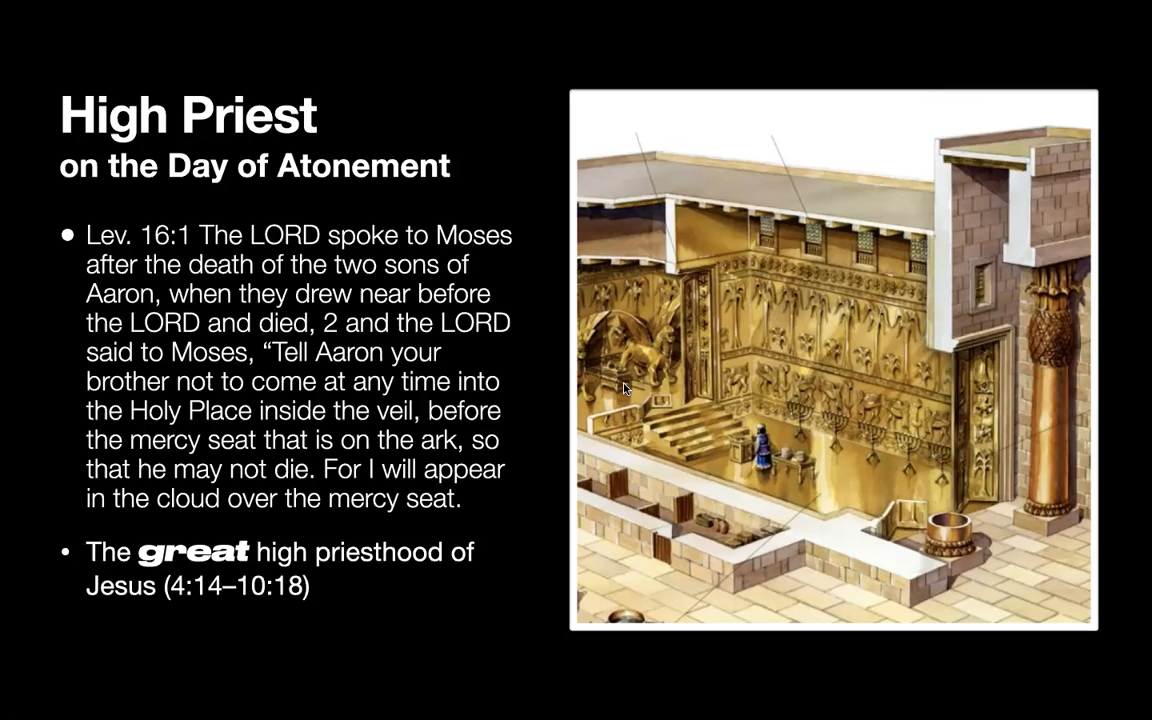 High Priest
on the Day of Atonement
● Lev. 16:1 The LORD spoke to Moses
after the death of the two sons of
Aaron, when they drew near before
the LORD and died, 2 and the LORD
said to Moses, “Tell Aaron your
brother not to come at any time into
the Holy Place inside the veil, before
the mercy seat that is on the ark, so
that he may not die. For I will appear
in the cloud over the mercy seat.
• The great high priesthood of
Jesus (4:14–10:18)